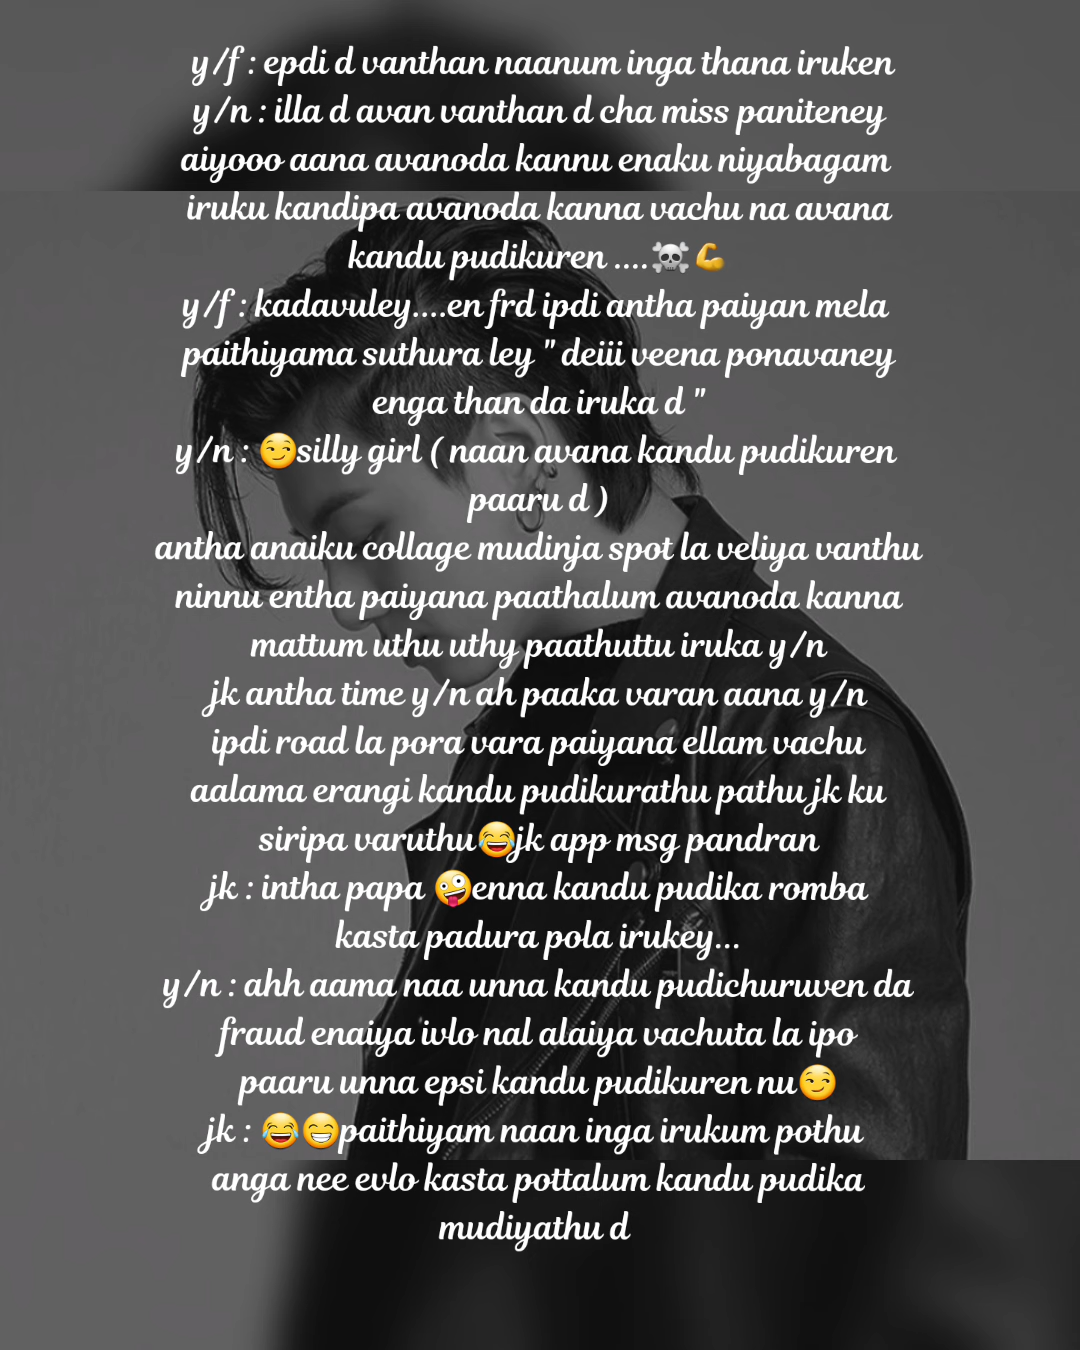 y/f : epdi d vanthan naanum inga thana iruken
y/n : illa d avan vanthan d cha miss paniteney
aiyooo aana avanoda kannu enaku niyabagam
iruku kandipa avanoda kanna vachu na avana
kandu pudikuren ....☠️💪
y/f : kadavuley....en frd ipdi antha paiyan mela
paithiyama suthura ley " deiii veena ponavaney
enga than da iruka d "
y/n : 😏silly girl ( naan avana kandu pudikuren
paaru d )
antha anaiku collage mudinja spot la veliya vanthu
ninnu entha paiyana paathalum avanoda kanna
mattum uthu uthy paathuttu iruka y/n
jk antha time y/n ah paaka varan aana y/n
ipdi road la pora vara paiyana ellam vachu
aalama erangi kandu pudikurathu pathu jk ku
siripa varuthu😂jk app msg pandran
jk : intha papa 🤪enna kandu pudika romba
kasta padura pola irukey...
y/n : ahh aama naa unna kandu pudichuruven da
fraud enaiya ivlo nal alaiya vachuta la ipo
paaru unna epsi kandu pudikuren nu😏
jk : 😂😁paithiyam naan inga irukum pothu
anga nee evlo kasta pottalum kandu pudika
mudiyathu d